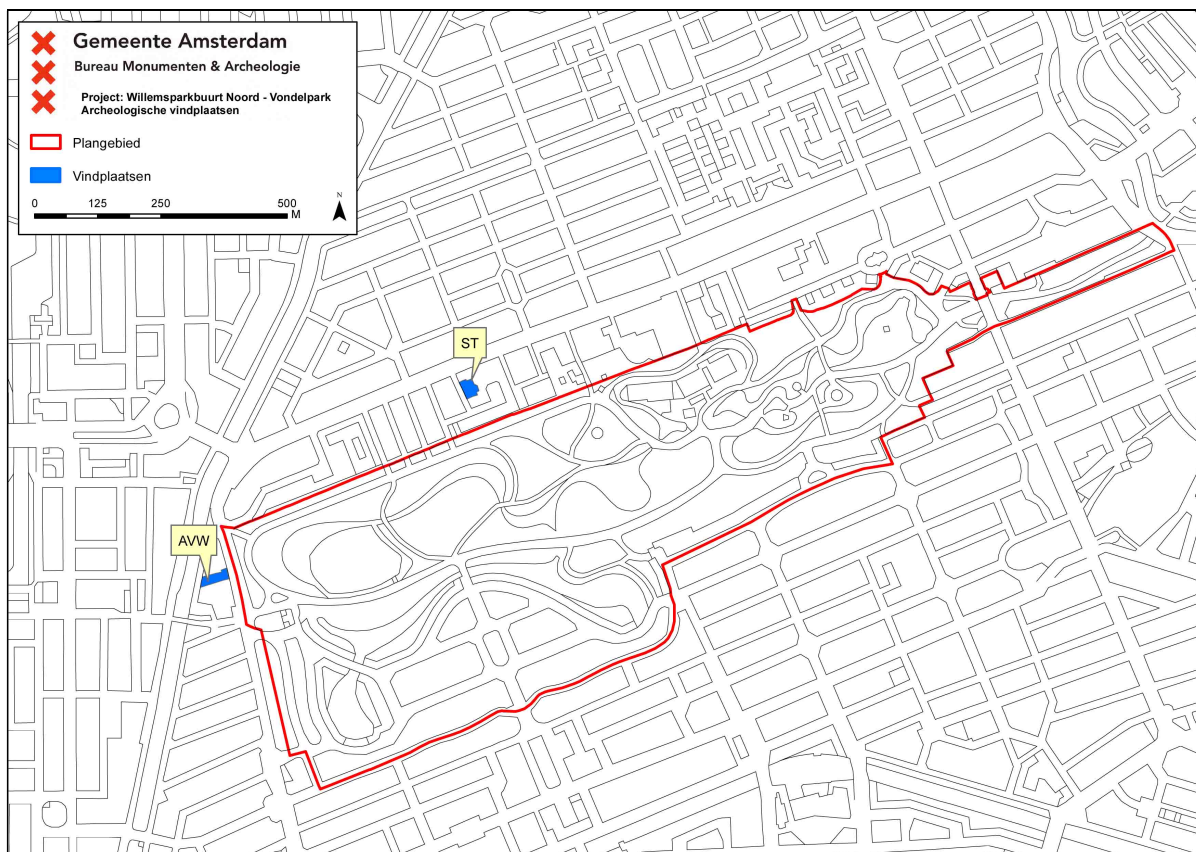 Gemeente Amsterdam
Bureau Monumenten & Archeologie
Project: Willemsparkbuurt Noord - Vondelpark
Archeologische vindplaatsen
Plangebied
Vindplaatsen
0 125 250 500
M
N
ST
AVW